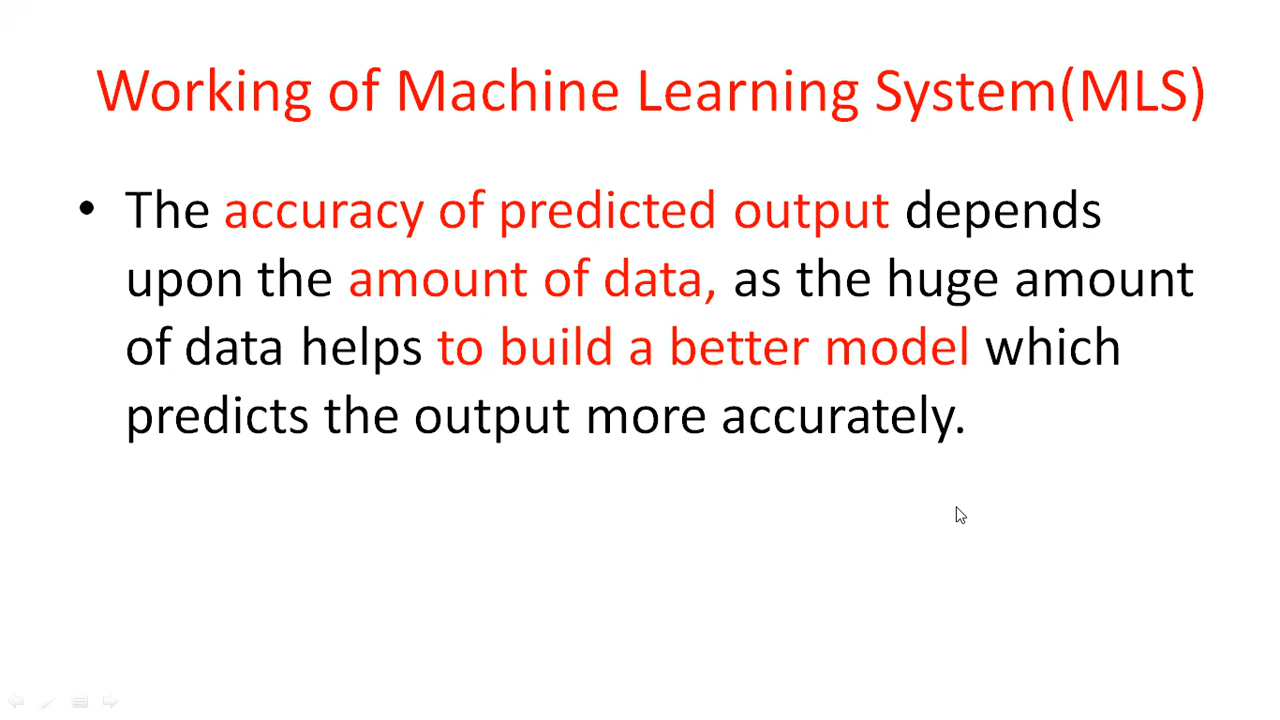 Working of Machine Learning System(MLS)
• The accuracy of predicted output depends
upon the amount of data, as the huge amount
of data helps to build a better model which
predicts the output more accurately.